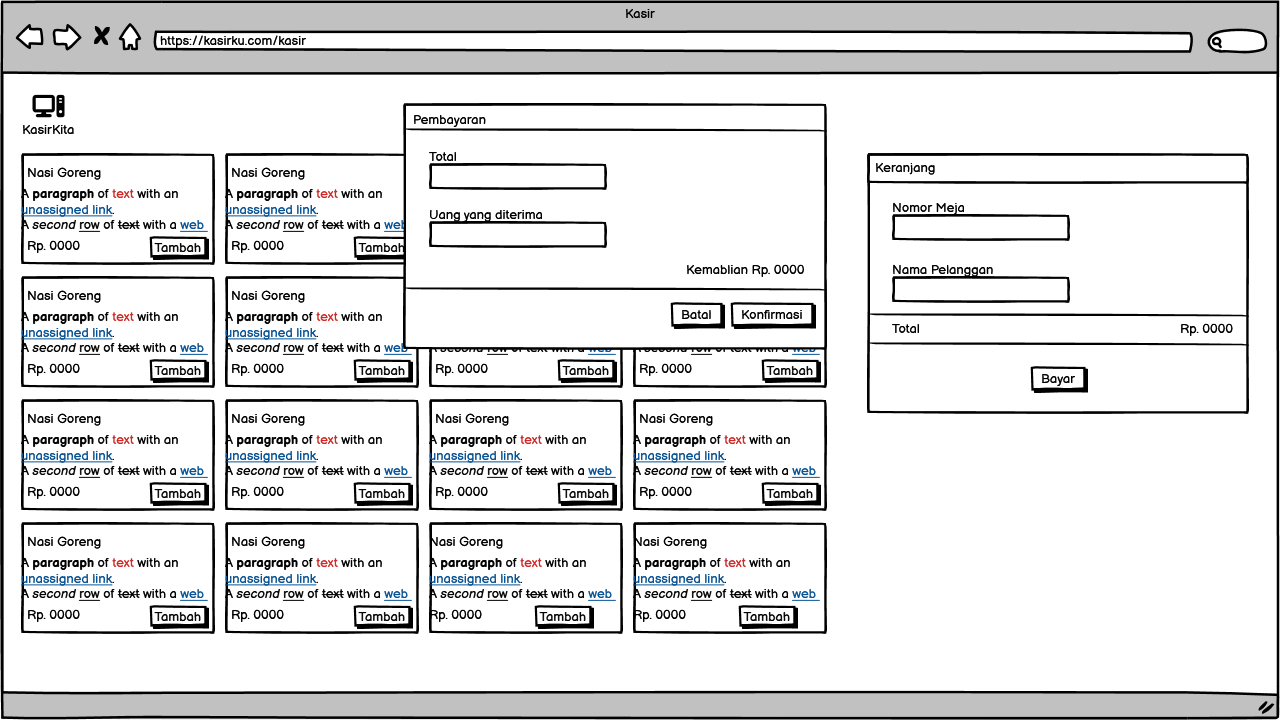 Kasir
https://kasirku.com/kasir
KasirKita
Nasi Goreng
A paragraph of text with an
unassigned link.
A second row of text with a web
Rp. 0000
Tambah
Nasi Goreng
A paragraph of text with an
unassigned link.
A second row of text with a web
Rp. 0000
Tambah
Pembayaran
Total
Uang yang diterima
Kemablian Rp. 0000
Batal
Konfirmasi
Keranjang
Nomor Meja
Nama Pelanggan
Total
Rp. 0000
Bayar
Nasi Goreng
A paragraph of text with an
unassigned link.
A second row of text with a web
Rp. 0000
Tambah
Nasi Goreng
A paragraph of text with an
unassigned link.
A second row of text with a web
Rp. 0000
Tambah
A second row of text with a web
Rp. 0000
Tambah
A second row of text with a web
Rp. 0000
Tambah
Nasi Goreng
A paragraph of text with an
unassigned link.
A second row of text with a web
Rp. 0000
Tambah
Nasi Goreng
A paragraph of text with an
unassigned link.
A second row of text with a web
Rp. 0000
Tambah
Nasi Goreng
A paragraph of text with an
unassigned link.
A second row of text with a web
Rp. 0000
Tambah
Nasi Goreng
A paragraph of text with an
unassigned link.
A second row of text with a web
Rp. 0000
Tambah
Nasi Goreng
A paragraph of text with an
unassigned link.
A second row of text with a web
Rp. 0000
Tambah
Nasi Goreng
A paragraph of text with an
unassigned link.
A second row of text with a web
Rp. 0000
Tambah
Nasi Goreng
A paragraph of text with an
unassigned link.
A second row of text with a web
Rp. 0000
Tambah
Nasi Goreng
A paragraph of text with an
unassigned link.
A second row of text with a web
Rp. 0000
Tambah